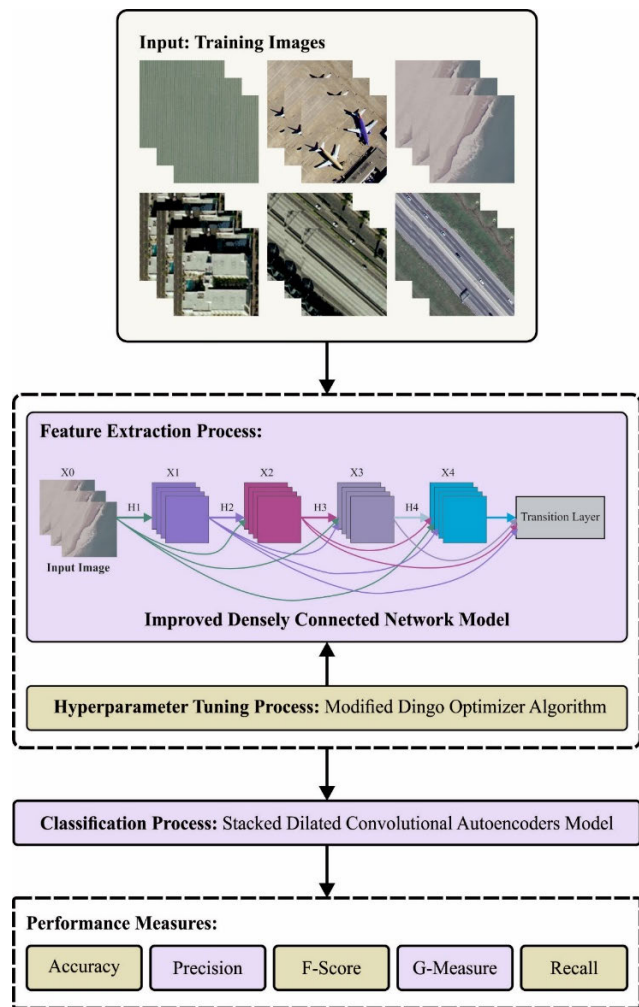 Input: Training Images
Feature Extraction Process:
X0 X1 X2 X3 X4
H1 H2 H3 H4
Transition Layer
Input Image
Improved Densely Connected Network Model
Hyperparameter Tuning Process: Modified Dingo Optimizer Algorithm
Classification Process: Stacked Dilated Convolutional Autoencoders Model
Performance Measures:
Accuracy Precision F-Score G-Measure Recall